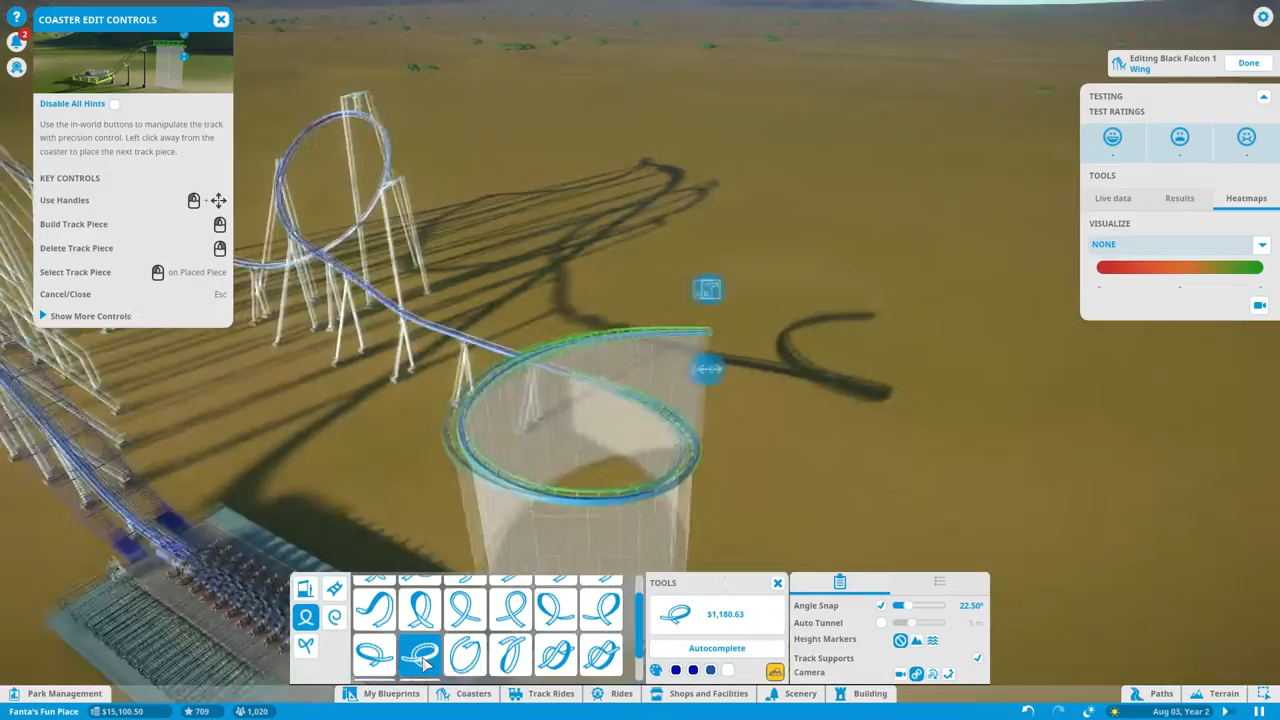 ?
COASTER EDIT CONTROLS
2
Disable All Hints
Use the in-world buttons to manipulate the track
with precision control. Left click away from the
coaster to place the next track piece.
KEY CONTROLS
Use Handles
+
Build Track Piece
Delete Track Piece
Select Track Piece
on Placed Piece
Cancel/Close
Esc
Show More Controls
Editing Black Falcon 1
Wing
Done
TESTING
TEST RATINGS
- - -
TOOLS
Live data Results Heatmaps
VISUALIZE
NONE
- - -
TOOLS
$1,180.63
Autocomplete
Angle Snap 22.50°
Auto Tunnel 5 m
Height Markers
Track Supports
Camera
Park Management My Blueprints Coasters Track Rides Rides Shops and Facilities Scenery Building Paths Terrain
Fanta's Fun Place $15,100.50 709 1,020 Aug 03, Year 2